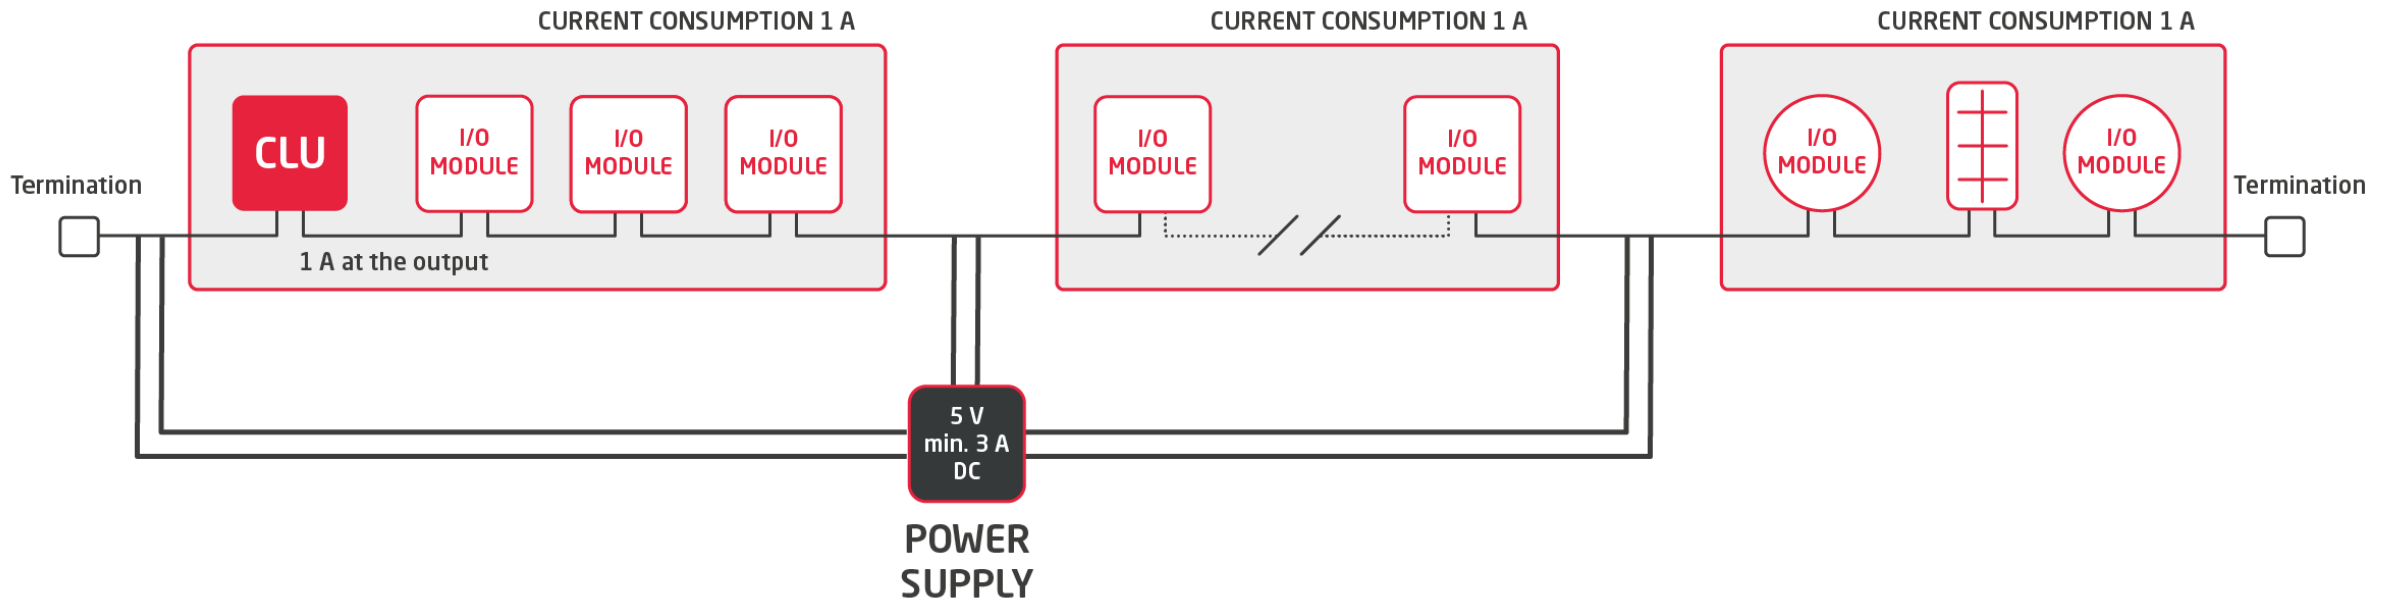 CURRENT CONSUMPTION 1 A
CURRENT CONSUMPTION 1 A
CURRENT CONSUMPTION 1 A
Termination
CLU
I/O
MODULE
I/O
MODULE
I/O
MODULE
1 A at the output
I/O
MODULE
I/O
MODULE
I/O
MODULE
I/O
MODULE
Termination
5 V
min. 3 A
DC
POWER
SUPPLY